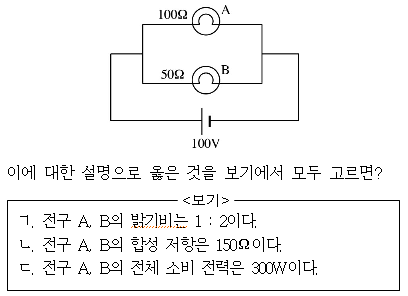 100Ω A
50Ω B
100V
이에 대한 설명으로 옳은 것을 보기에서 모두 고르면?
<보기>
ㄱ. 전구 A, B의 밝기비는 1 : 2이다.
ㄴ. 전구 A, B의 합성 저항은 150Ω이다.
ㄷ. 전구 A, B의 전체 소비 전력은 300W이다.